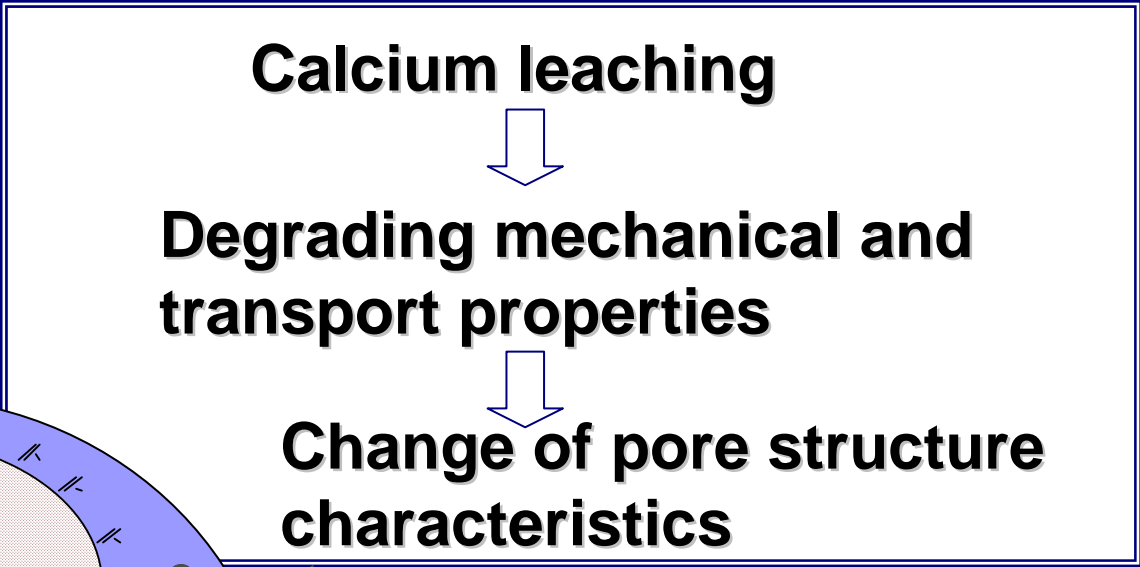 Calcium leaching
Degrading mechanical and
transport properties
Change of pore structure
characteristics